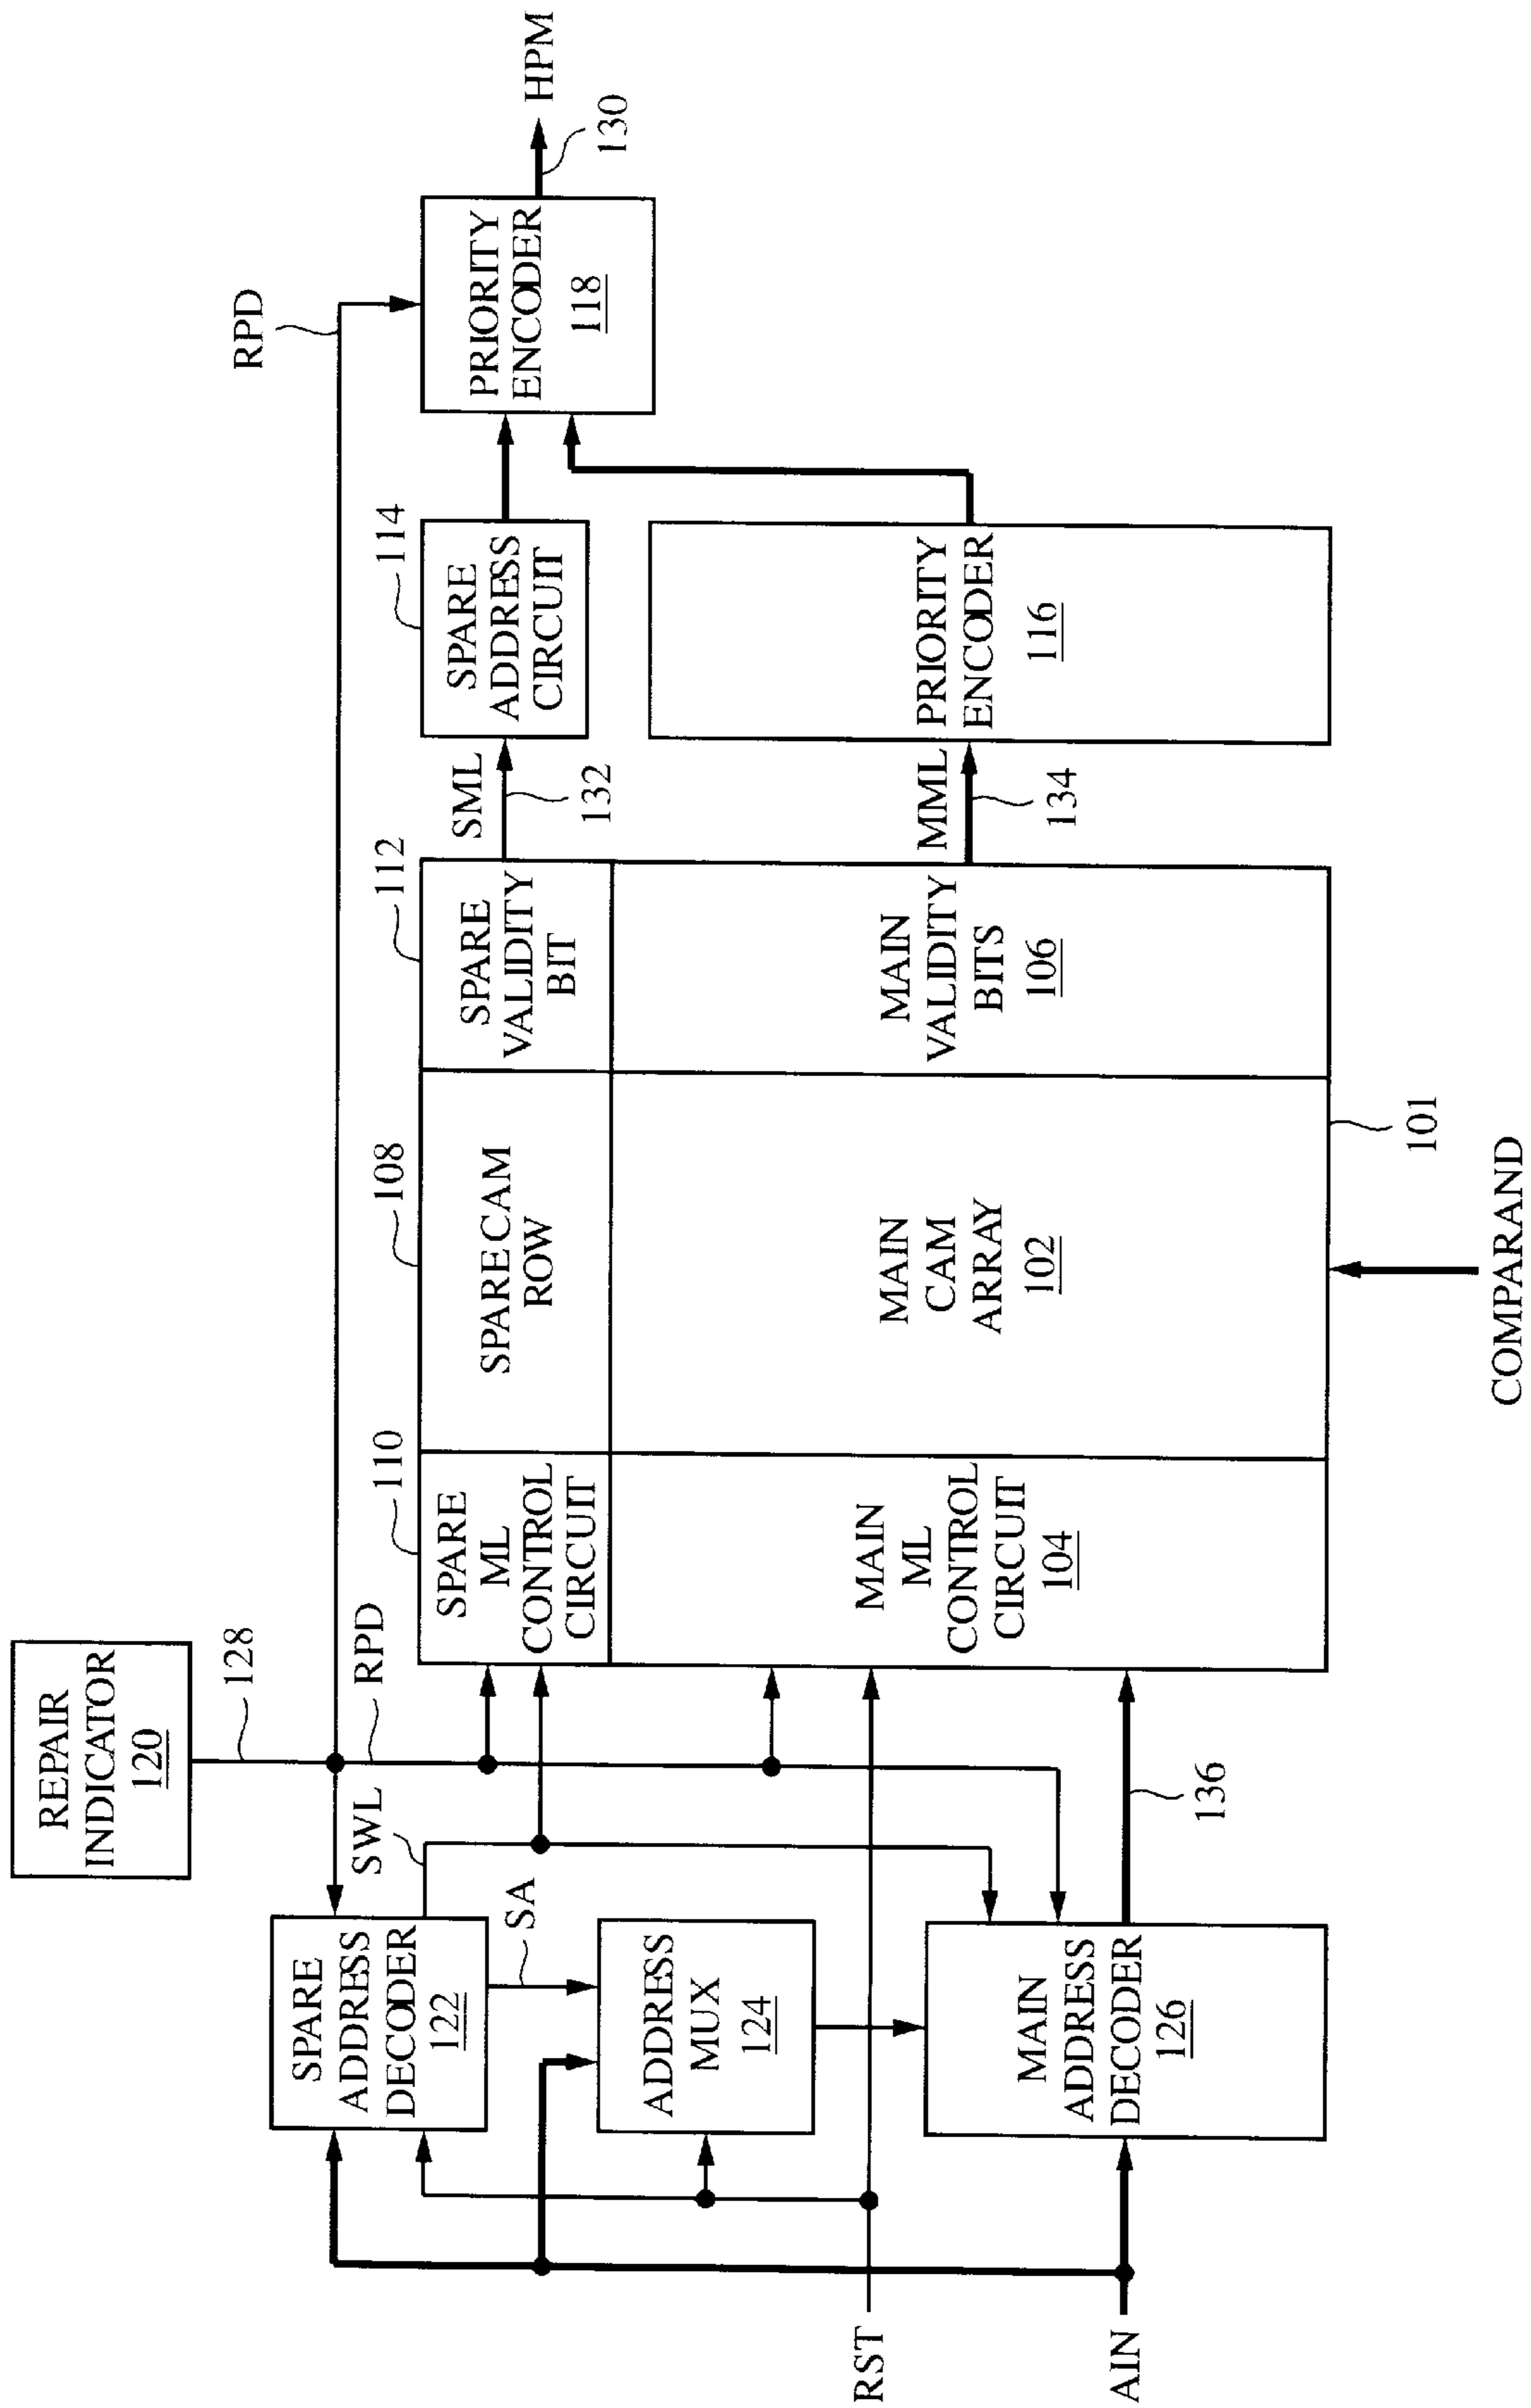 REPAIR
INDICATOR
120
128
RPD
RPD
SWL
SA
SPARE
ADDRESS
DECODER
122
ADDRESS
MUX
124
MAIN
ADDRESS
DECODER
126
RST
AIN
136
110
SPARE
ML
CONTROL
CIRCUIT
MAIN
ML
CONTROL
CIRCUIT
104
108
SPARE CAM
ROW
MAIN
CAM
ARRAY
102
112
SPARE
VALIDITY
BIT
MAIN
VALIDITY
BITS
106
101
COMPARAND
SML
132
MML
134
114
SPARE
ADDRESS
CIRCUIT
PRIORITY
ENCODER
116
PRIORITY
ENCODER
118
HPM
130